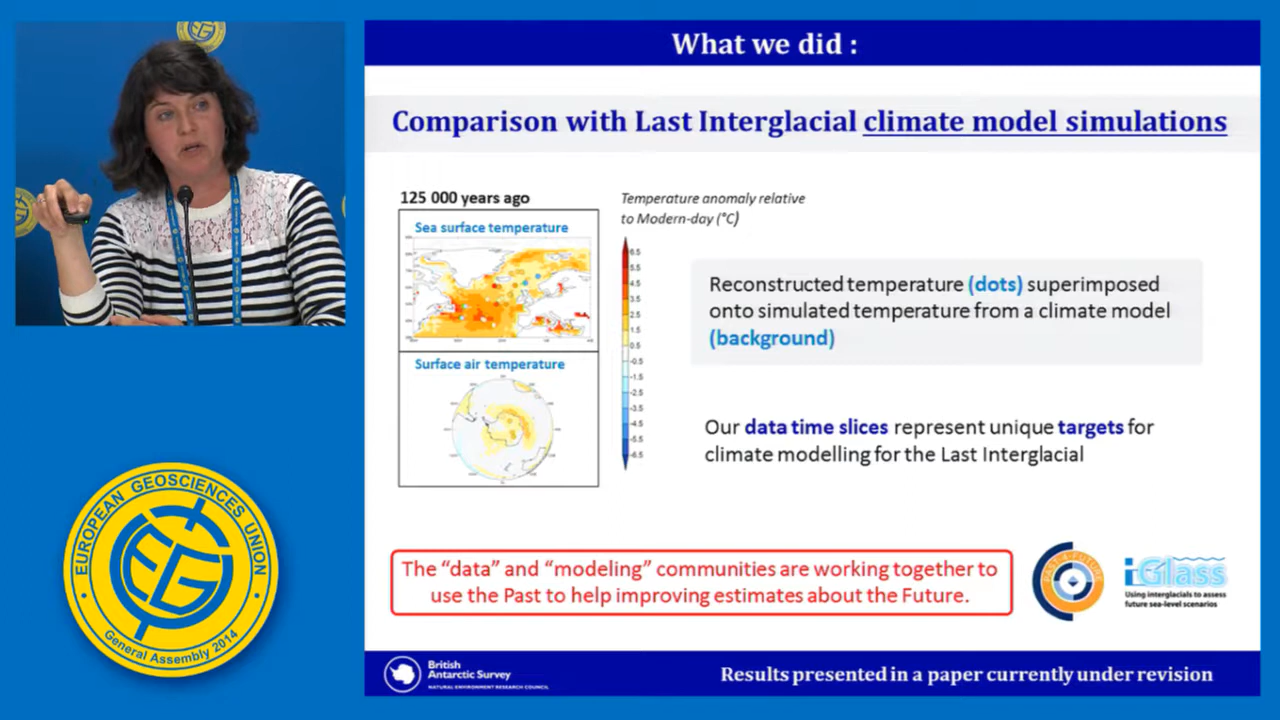 What we did :
Comparison with Last Interglacial climate model simulations
125 000 years ago
Temperature anomaly relative
to Modern-day (°C)
Sea surface temperature
Surface air temperature
6.5
5.5
4.5
3.5
2.5
1.5
0.5
-0.5
-1.5
-2.5
-3.5
-4.5
-5.5
-6.5
Reconstructed temperature (dots) superimposed
onto simulated temperature from a climate model
(background)
Our data time slices represent unique targets for
climate modelling for the Last Interglacial
The “data” and “modeling” communities are working together to
use the Past to help improving estimates about the Future.
PAST4FUTURE
iGlass
Using interglacials to assess
future sea-level scenarios
British
Antarctic Survey
NATURAL ENVIRONMENT RESEARCH COUNCIL
Results presented in a paper currently under revision
EUROPEAN GEOSCIENCES UNION
EGU
General Assembly 2014